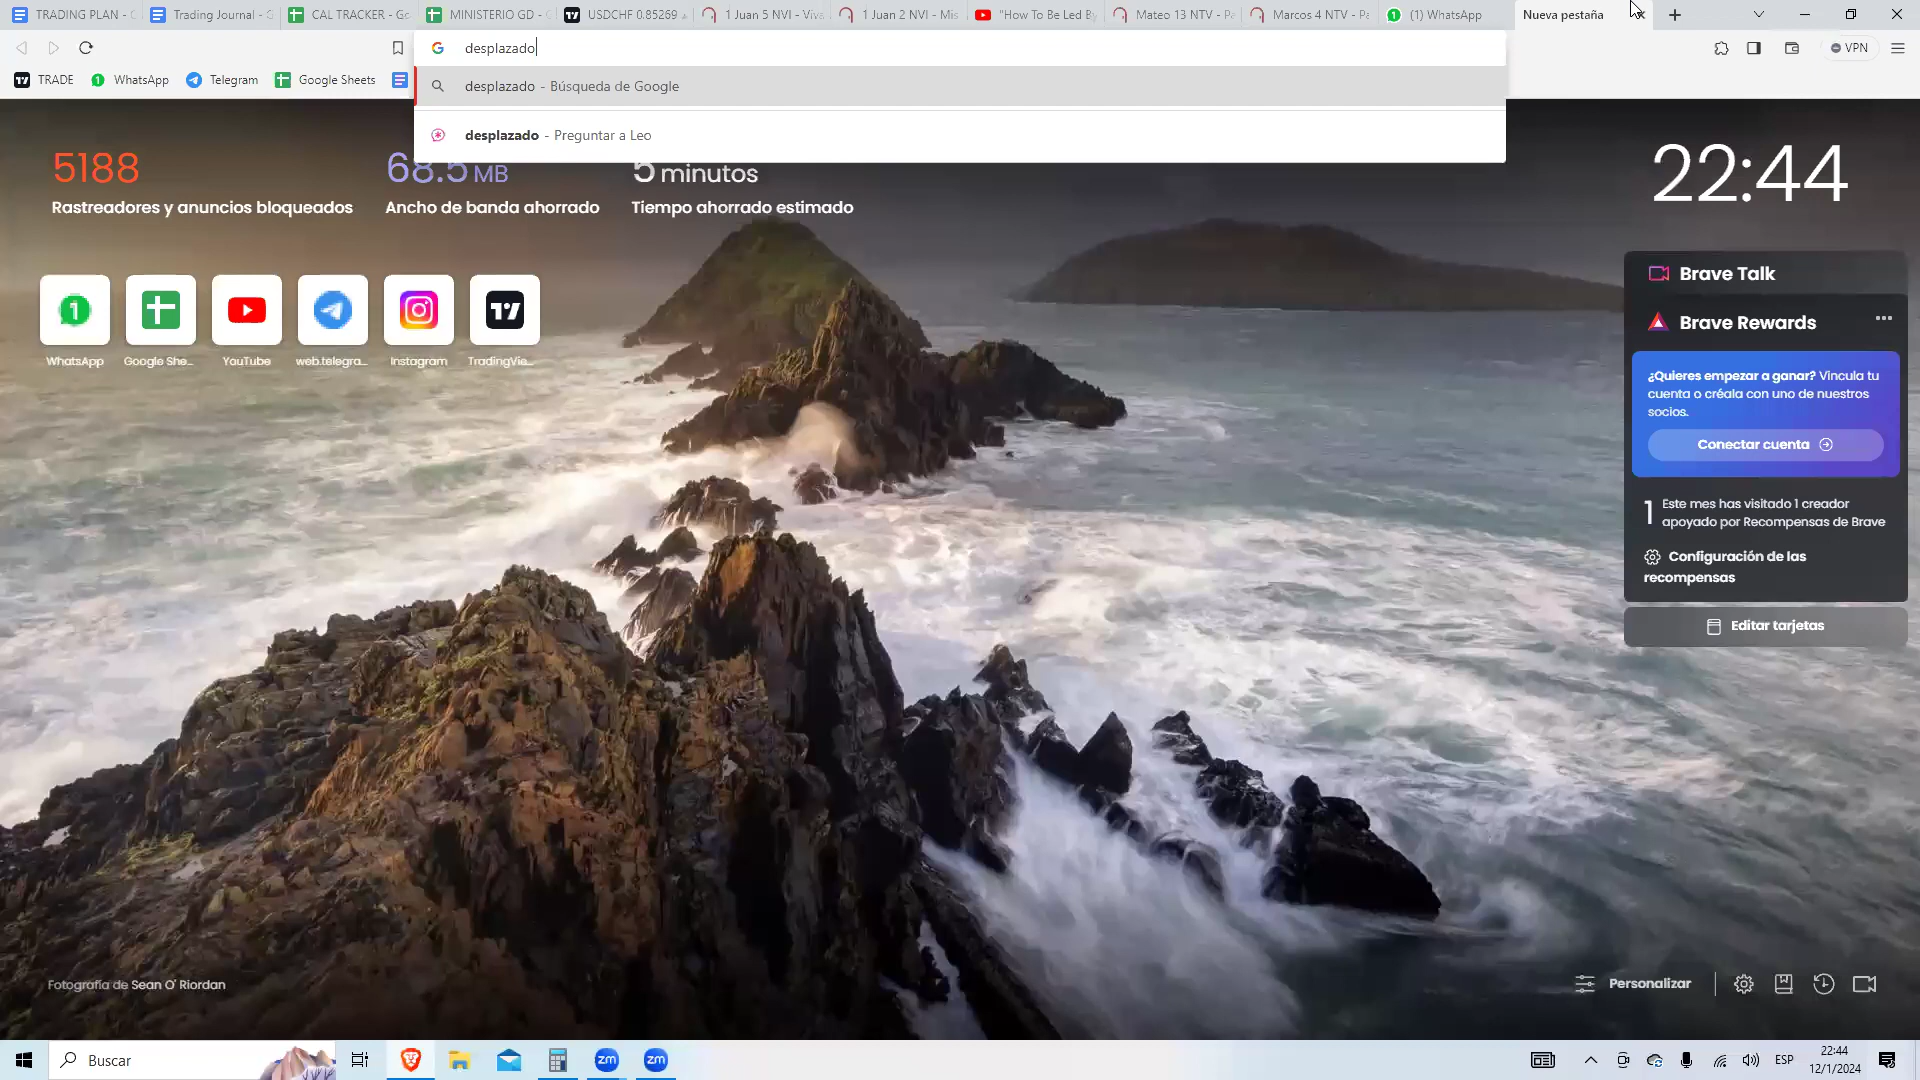 TRADING PLAN - G
Trading Journal - G
CAL TRACKER - Go
MINISTERIO GD - G
USDCHF 0.85269
1 Juan 5 NVI - Viva
1 Juan 2 NVI - Mis
"How To Be Led By
Mateo 13 NTV - Pa
Marcos 4 NTV - Pa
(1) WhatsApp
Nueva pestaña
desplazado
VPN
TRADE
WhatsApp
Telegram
Google Sheets
desplazado - Búsqueda de Google
desplazado - Preguntar a Leo
5188
Rastreadores y anuncios bloqueados
68.5 MB
Ancho de banda ahorrado
5 minutos
Tiempo ahorrado estimado
22:44
WhatsApp
Google She...
YouTube
web.telegra...
Instagram
TradingVie...
Brave Talk
Brave Rewards
¿Quieres empezar a ganar? Vincula tu
cuenta o créala con uno de nuestros
socios.
Conectar cuenta
1
Este mes has visitado 1 creador
apoyado por Recompensas de Brave
Configuración de las
recompensas
Editar tarjetas
Fotografía de Sean O' Riordan
Personalizar
Buscar
zm
zm
ESP
22:44
12/1/2024